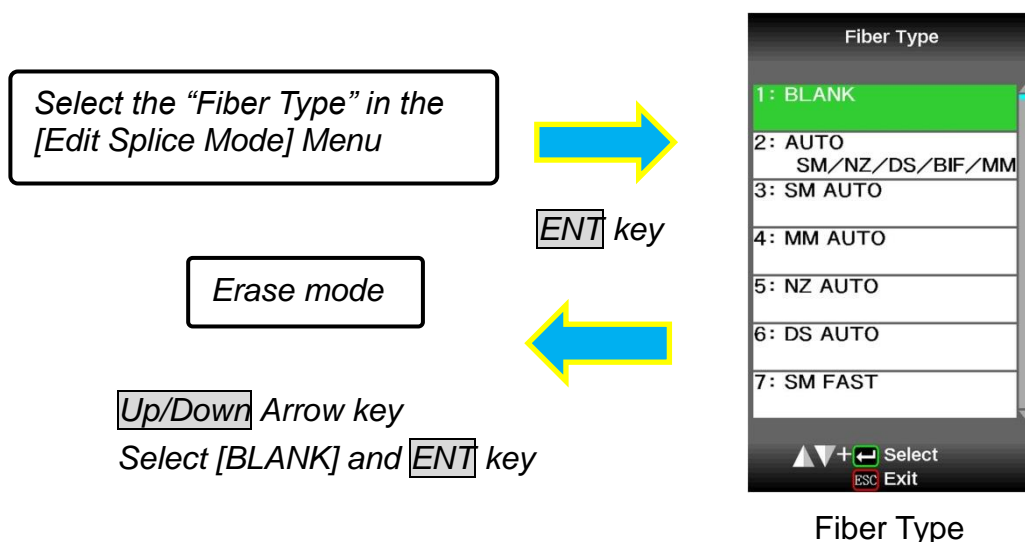 Select the “Fiber Type” in the
[Edit Splice Mode] Menu
ENT key
Erase mode
Up/Down Arrow key
Select [BLANK] and ENT key
Fiber Type
1: BLANK
2: AUTO
SM/NZ/DS/BIF/MM
3: SM AUTO
4: MM AUTO
5: NZ AUTO
6: DS AUTO
7: SM FAST
+ Select
ESC Exit
Fiber Type